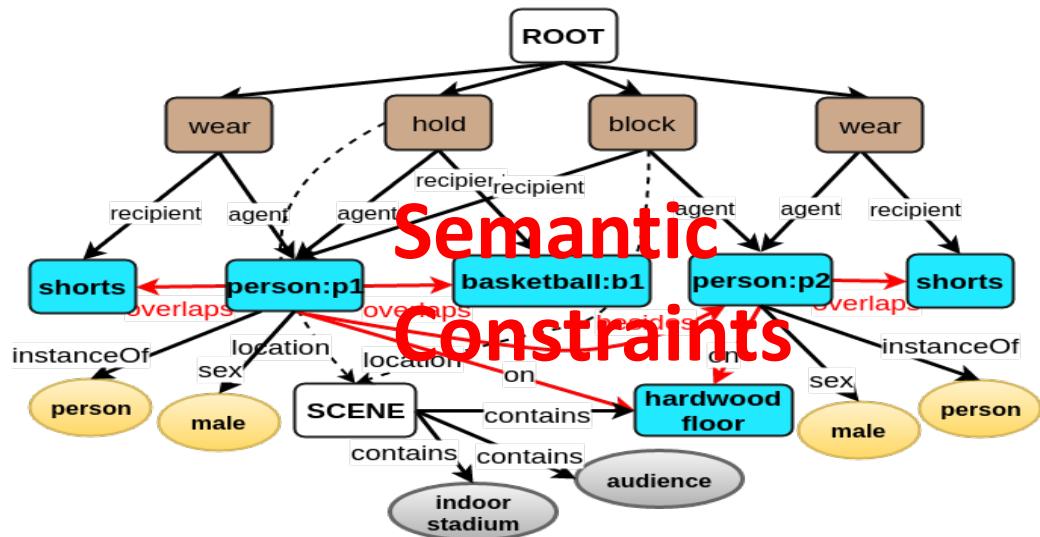 ROOT
wear
hold
block
wear
recipient
agent
agent
recipient
recipient
agent
agent
recipient
Semantic
Constraints
shorts
person:p1
basketball:b1
person:p2
shorts
overlaps
overlaps
besides
overlaps
instanceOf
location
location
on
on
instanceOf
sex
sex
person
male
SCENE
contains
hardwood
floor
male
person
contains
contains
audience
indoor
stadium